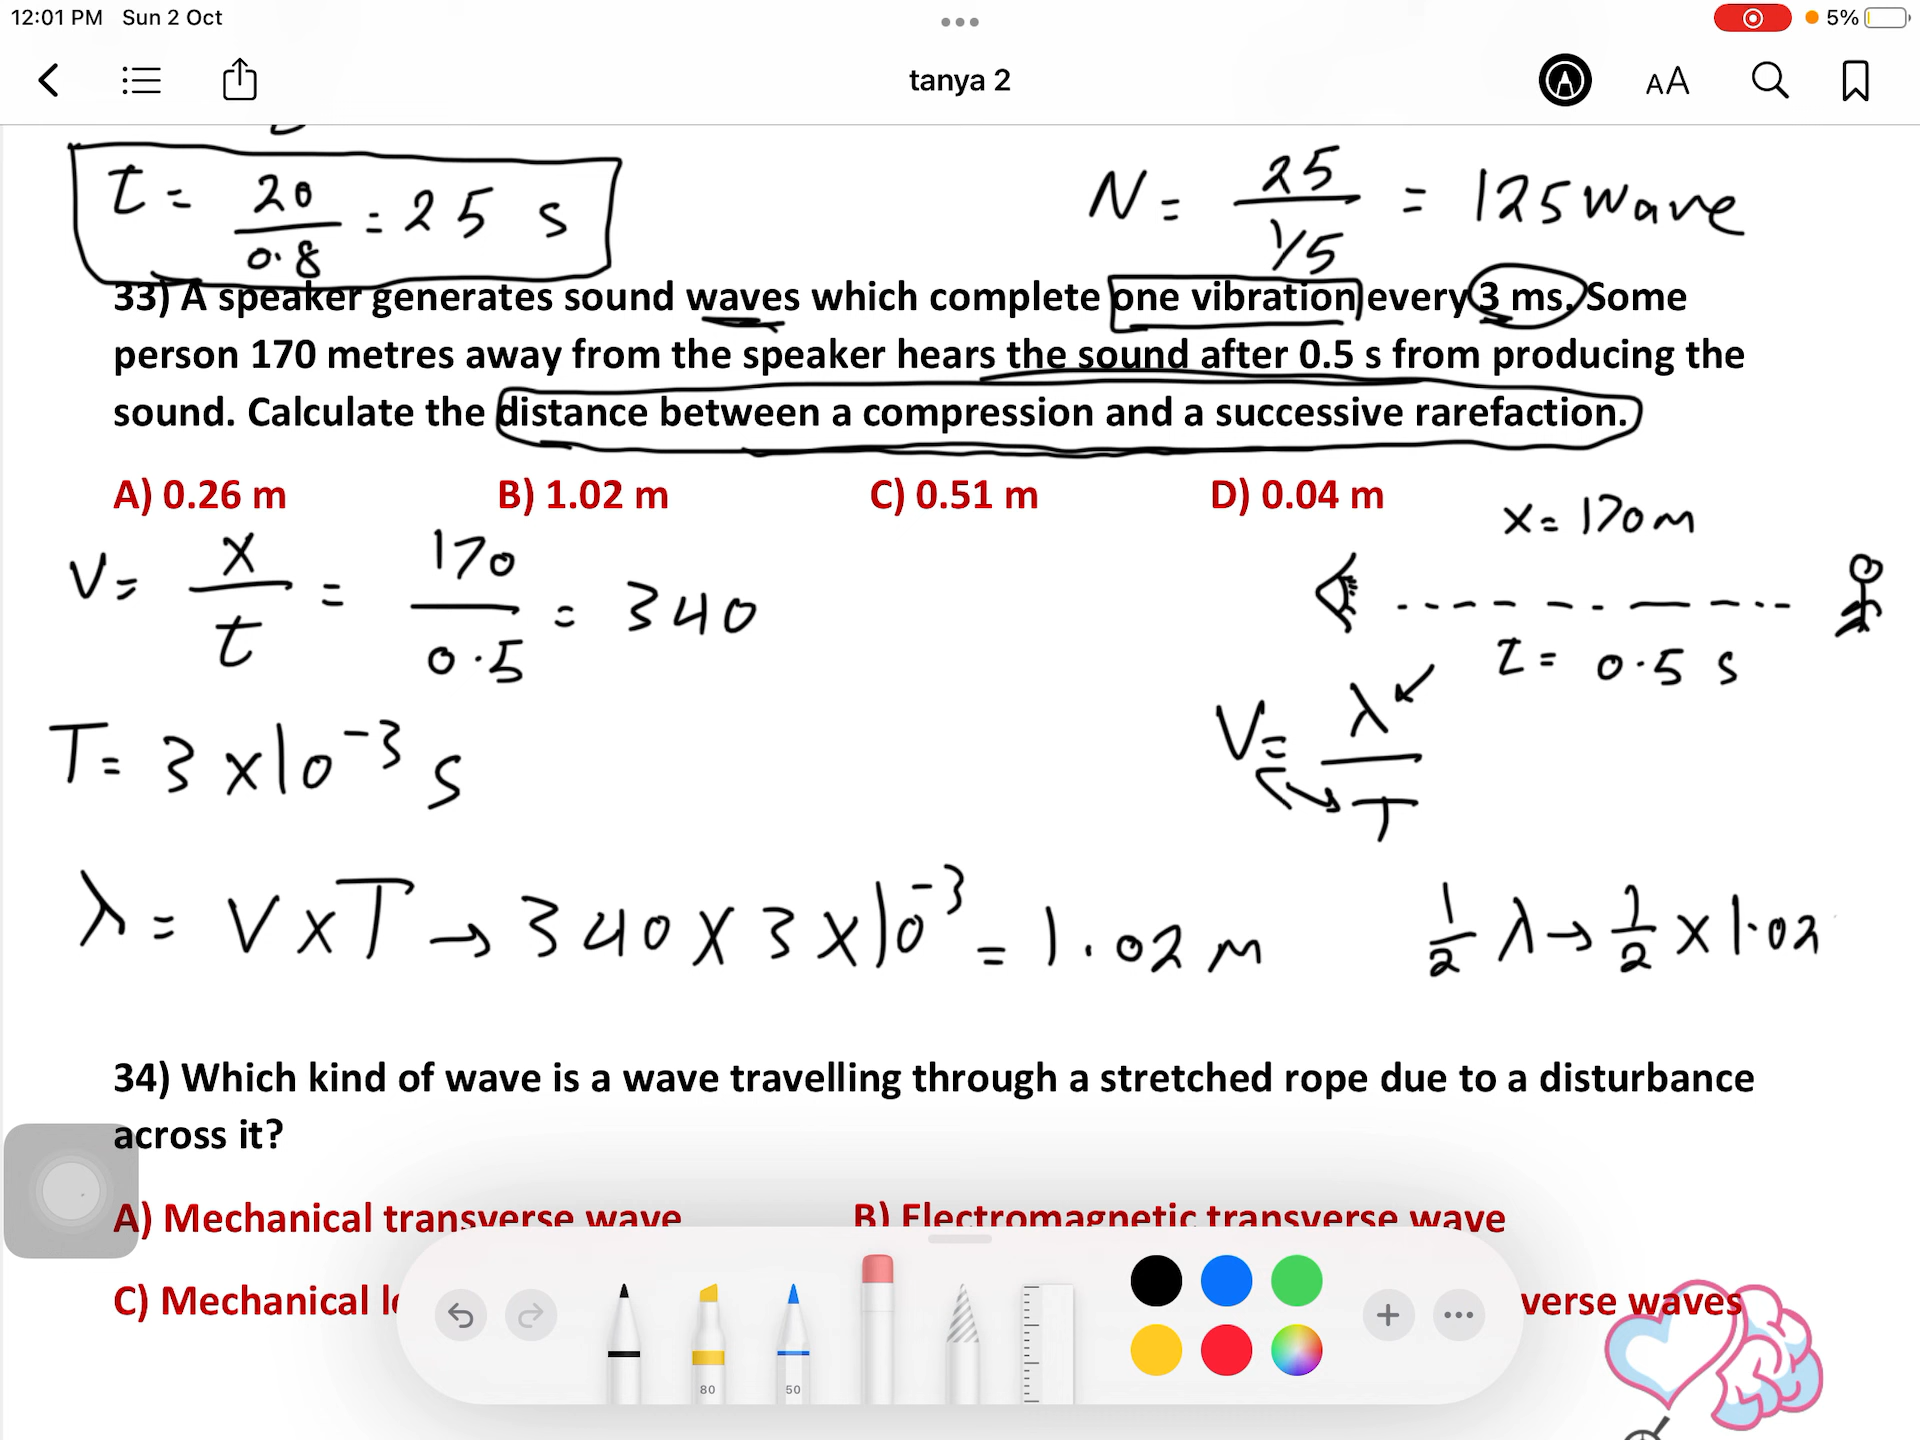 12:01 PM Sun 2 Oct
5%
tanya 2
AA
t = 20/0.8 = 25 s
N = 25/1/5 = 125 wave
33) A speaker generates sound waves which complete one vibration every 3 ms. Some
person 170 metres away from the speaker hears the sound after 0.5 s from producing the
sound. Calculate the distance between a compression and a successive rarefaction.
A) 0.26 m B) 1.02 m C) 0.51 m D) 0.04 m
x = 170 m
V = x/t = 170/0.5 = 340
t = 0.5 s
V = λ/T
T = 3 x 10⁻³ s
λ = V x T → 340 x 3 x 10⁻³ = 1.02 m
1/2 λ → 1/2 x 1.02
34) Which kind of wave is a wave travelling through a stretched rope due to a disturbance
across it?
A) Mechanical transverse wave B) Electromagnetic transverse wave
C) Mechanical verse waves
80 50